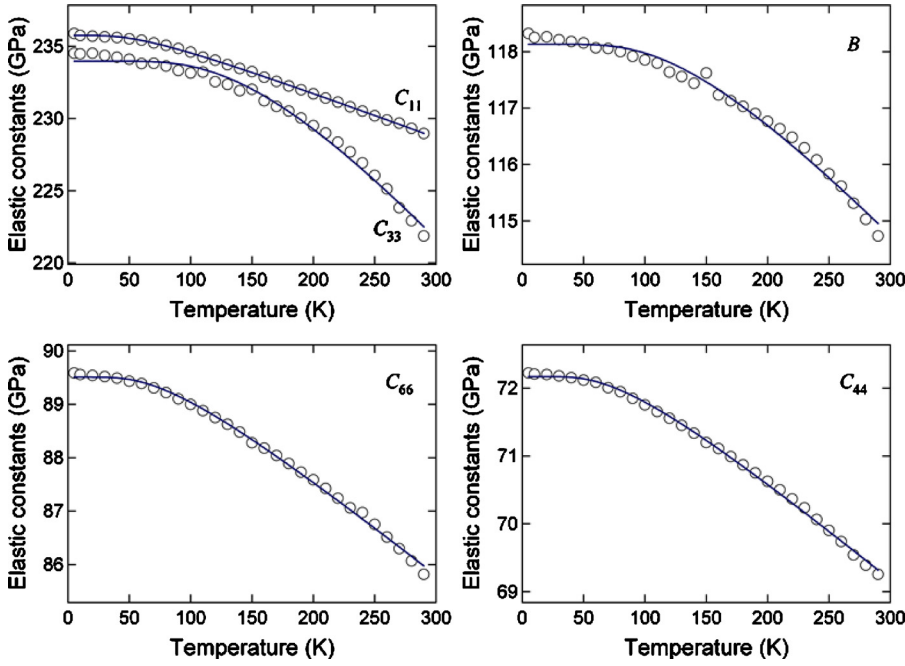 Elastic constants (GPa)
235
230
225
220
C11
C33
0 50 100 150 200 250 300
Temperature (K)
Elastic constants (GPa)
118
117
116
115
B
0 50 100 150 200 250 300
Temperature (K)
Elastic constants (GPa)
90
89
88
87
86
C66
0 50 100 150 200 250 300
Temperature (K)
Elastic constants (GPa)
72
71
70
69
C44
0 50 100 150 200 250 300
Temperature (K)